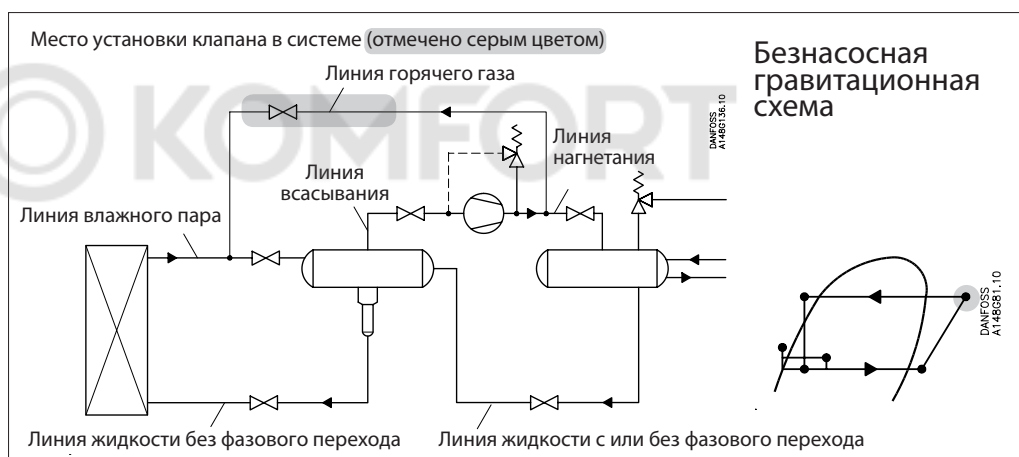 Место установки клапана в системе (отмечено серым цветом)
Линия горячего газа
Безнасосная
гравитационная
схема
KOMFORT
DANFOSS
A148G136.10
Линия
нагнетания
Линия
всасывания
Линия влажного пара
DANFOSS
A148G81.10
Линия жидкости без фазового перехода
Линия жидкости с или без фазового перехода